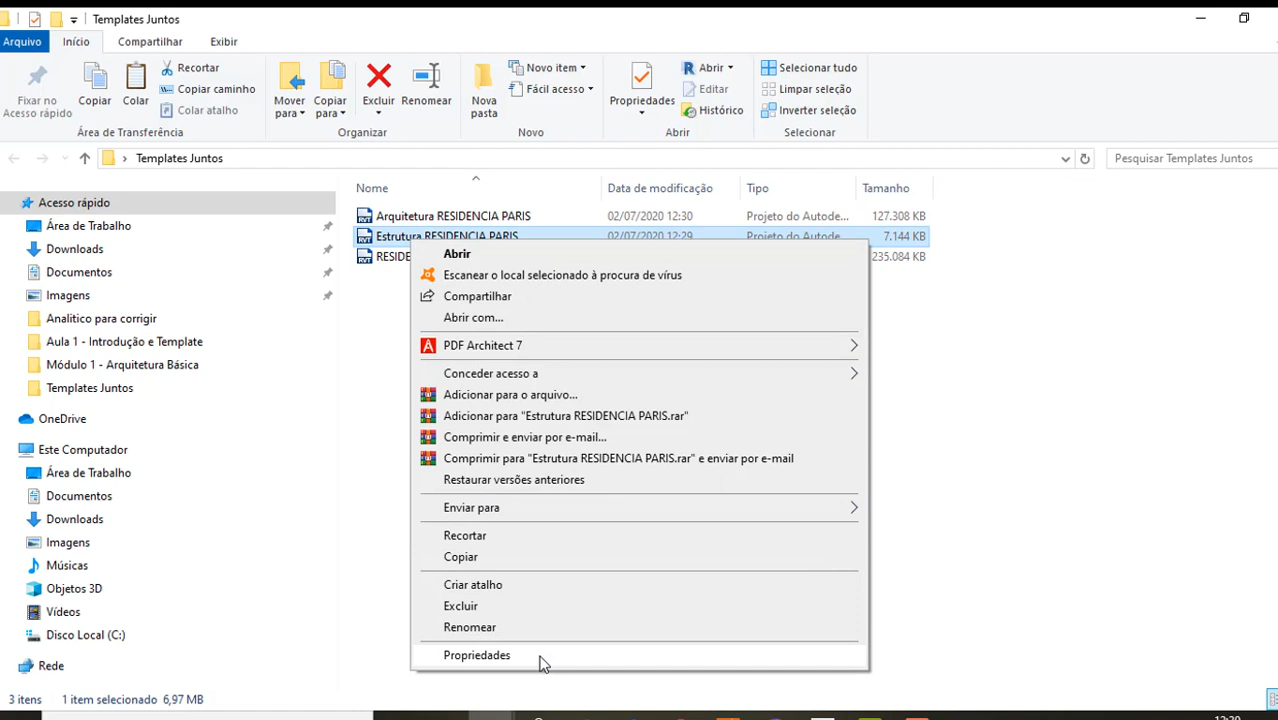 Templates Juntos
Arquivo Início Compartilhar Exibir
Fixar no Acesso rápido
Copiar
Colar
Recortar
Copiar caminho
Colar atalho
Área de Transferência
Mover para
Copiar para
Excluir
Renomear
Organizar
Nova pasta
Novo item
Fácil acesso
Novo
Propriedades
Abrir
Editar
Histórico
Abrir
Selecionar tudo
Limpar seleção
Inverter seleção
Selecionar
Templates Juntos
Pesquisar Templates Juntos
Acesso rápido
Área de Trabalho
Downloads
Documentos
Imagens
Analitico para corrigir
Aula 1 - Introdução e Template
Módulo 1 - Arquitetura Básica
Templates Juntos
OneDrive
Este Computador
Área de Trabalho
Documentos
Downloads
Imagens
Músicas
Objetos 3D
Vídeos
Disco Local (C:)
Rede
Nome Data de modificação Tipo Tamanho
Arquitetura RESIDENCIA PARIS 02/07/2020 12:30 Projeto do Autode... 127.308 KB
Estrutura RESIDENCIA PARIS 02/07/2020 12:29 Projeto do Autode... 7.144 KB
RESIDE 235.084 KB
Abrir
Escanear o local selecionado à procura de vírus
Compartilhar
Abrir com...
PDF Architect 7
Conceder acesso a
Adicionar para o arquivo...
Adicionar para "Estrutura RESIDENCIA PARIS.rar"
Comprimir e enviar por e-mail...
Comprimir para "Estrutura RESIDENCIA PARIS.rar" e enviar por e-mail
Restaurar versões anteriores
Enviar para
Recortar
Copiar
Criar atalho
Excluir
Renomear
Propriedades
3 itens 1 item selecionado 6,97 MB